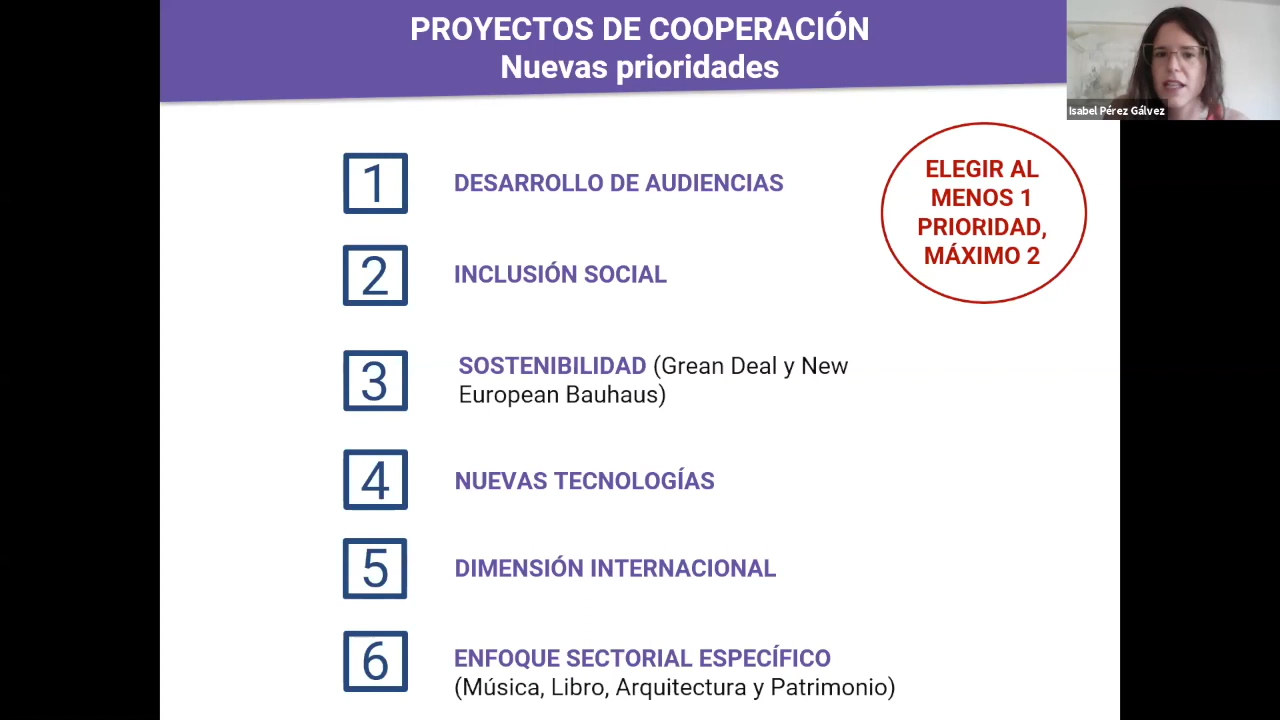 PROYECTOS DE COOPERACIÓN
Nuevas prioridades
Isabel Pérez Gálvez
1
DESARROLLO DE AUDIENCIAS
ELEGIR AL
MENOS 1
PRIORIDAD,
MÁXIMO 2
2
INCLUSIÓN SOCIAL
3
SOSTENIBILIDAD (Grean Deal y New
European Bauhaus)
4
NUEVAS TECNOLOGÍAS
5
DIMENSIÓN INTERNACIONAL
6
ENFOQUE SECTORIAL ESPECÍFICO
(Música, Libro, Arquitectura y Patrimonio)